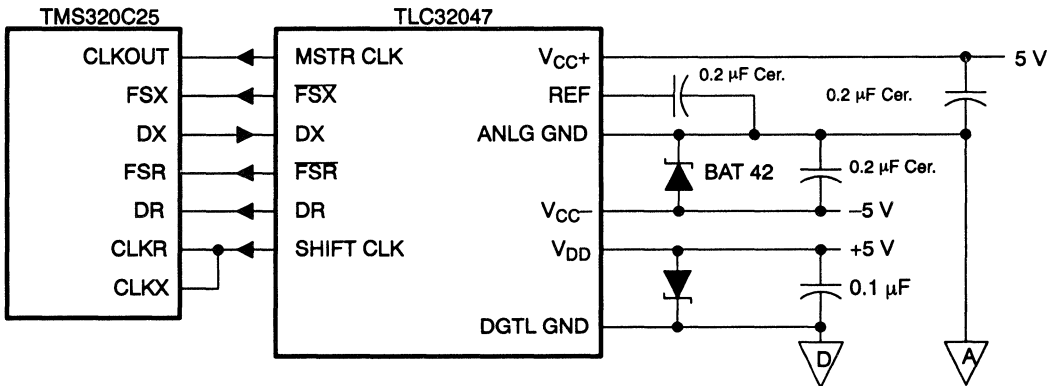 TMS320C25
TLC32047
CLKOUT
FSX
DX
FSR
DR
CLKR
CLKX
MSTR CLK
F̅S̅X̅
DX
F̅S̅R̅
DR
SHIFT CLK
VCC+
REF
ANLG GND
VCC−
VDD
DGTL GND
0.2 µF Cer.
5 V
0.2 µF Cer.
BAT 42
0.2 µF Cer.
–5 V
+5 V
0.1 µF
D
A